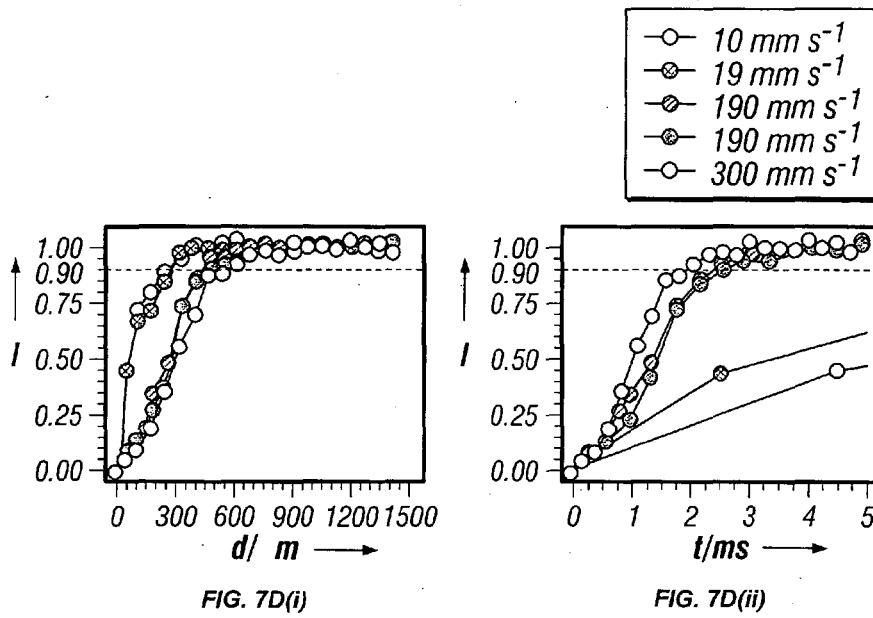 10 mm s⁻¹
19 mm s⁻¹
190 mm s⁻¹
190 mm s⁻¹
300 mm s⁻¹
1.00
0.90
0.75
I 0.50
0.25
0.00
0 300 600 900 1200 1500
d/ m
FIG. 7D(i)
1.00
0.90
0.75
I 0.50
0.25
0.00
0 1 2 3 4 5
t/ms
FIG. 7D(ii)